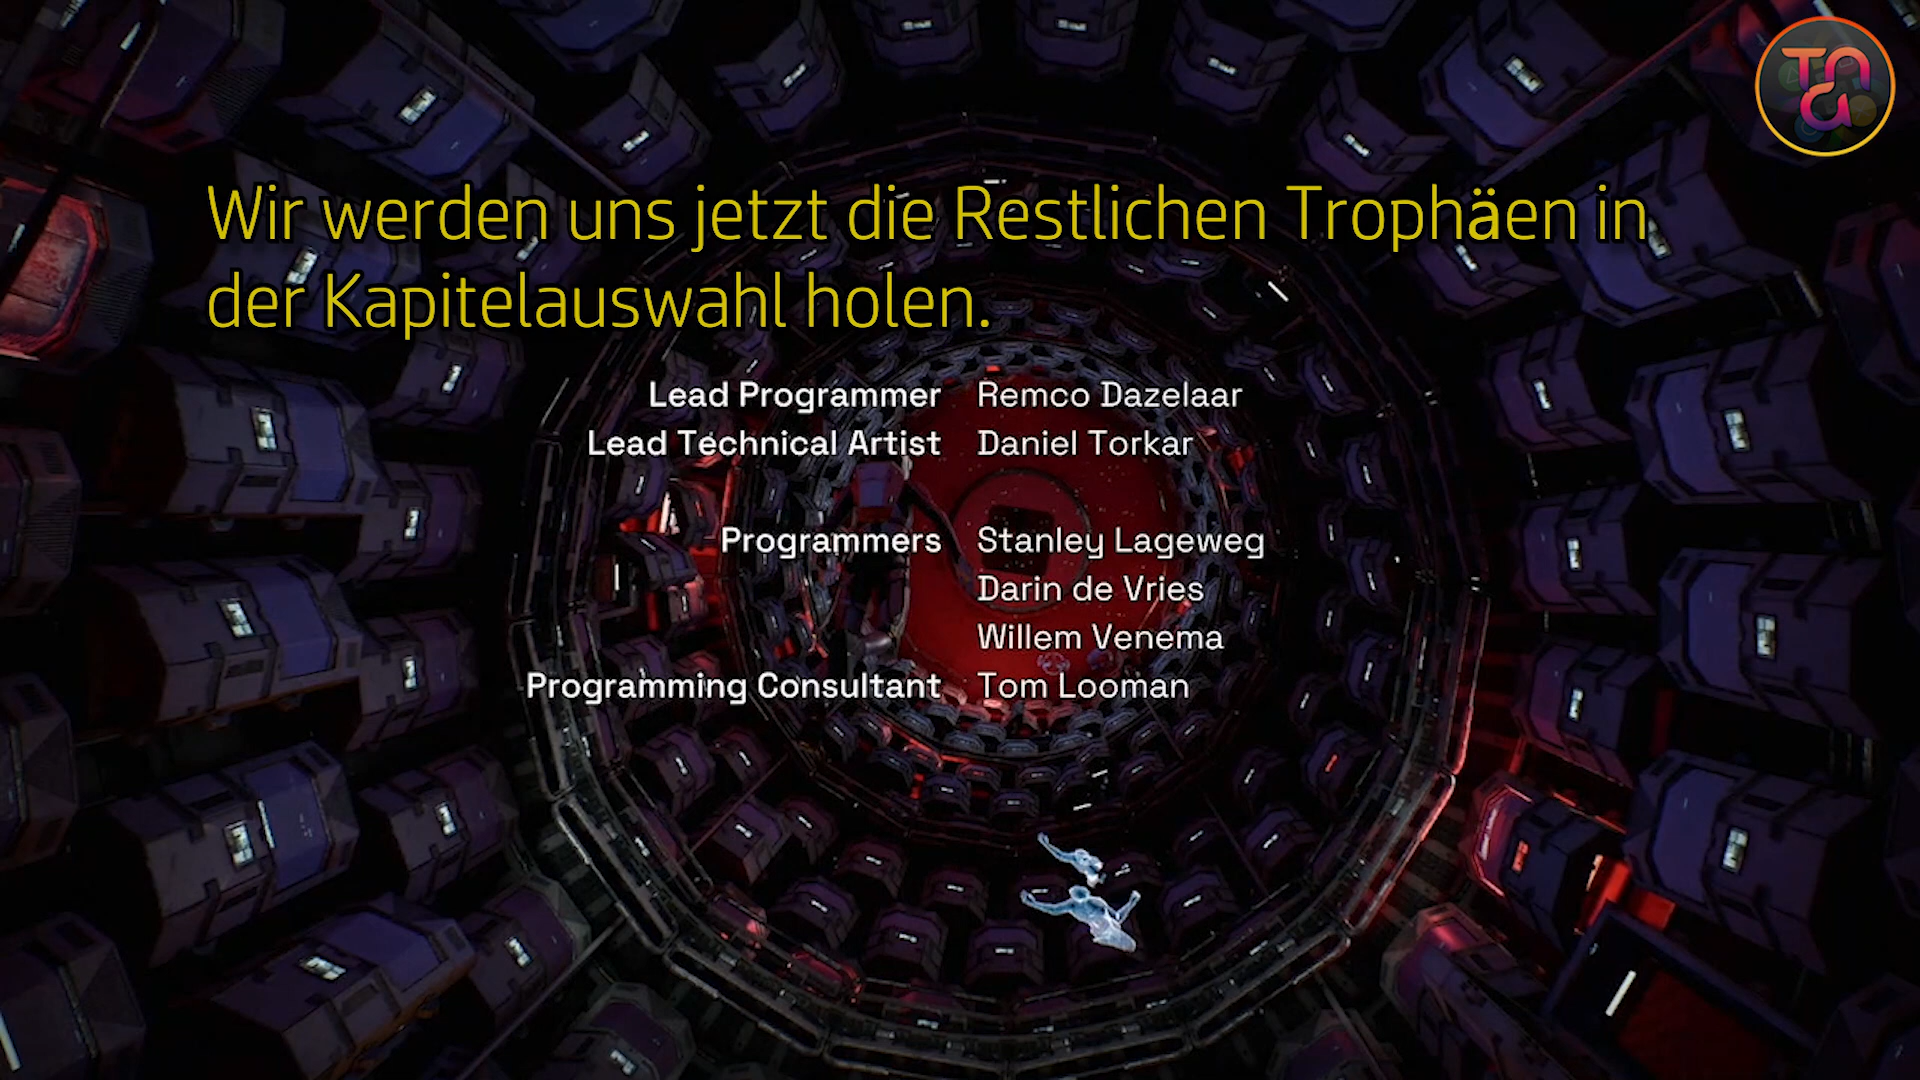 TAG
Wir werden uns jetzt die Restlichen Trophäen in
der Kapitelauswahl holen.
Lead Programmer Remco Dazelaar
Lead Technical Artist Daniel Torkar
Programmers Stanley Lageweg
Darin de Vries
Willem Venema
Programming Consultant Tom Looman